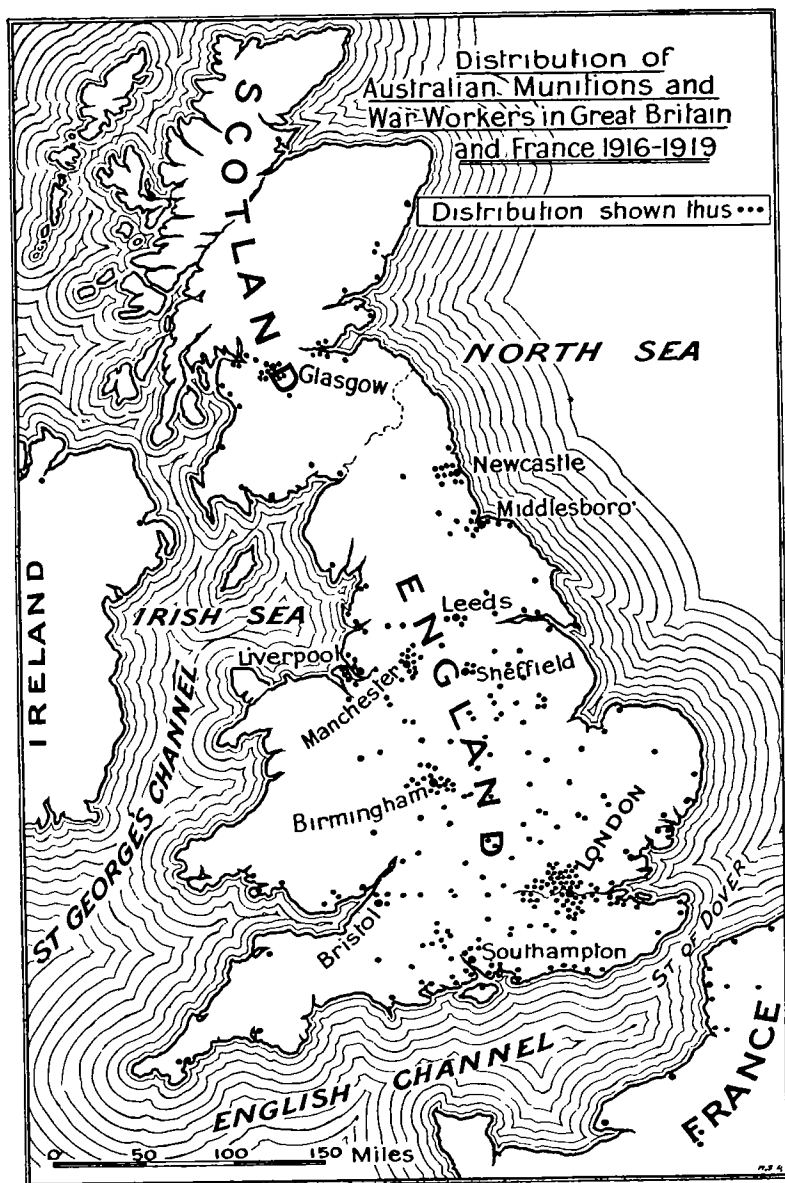 Distribution of
Australian Munitions and
War Workers in Great Britain
and France 1916-1919
Distribution shown thus •••
SCOTLAND
NORTH SEA
Glasgow
Newcastle
Middlesboro'
ENGLAND
Leeds
IRISH SEA
IRELAND
Liverpool
Manchester
Sheffield
ST GEORGES CHANNEL
Birmingham
LONDON
Bristol
Southampton
ST OF DOVER
ENGLISH CHANNEL
FRANCE
0 50 100 150 Miles